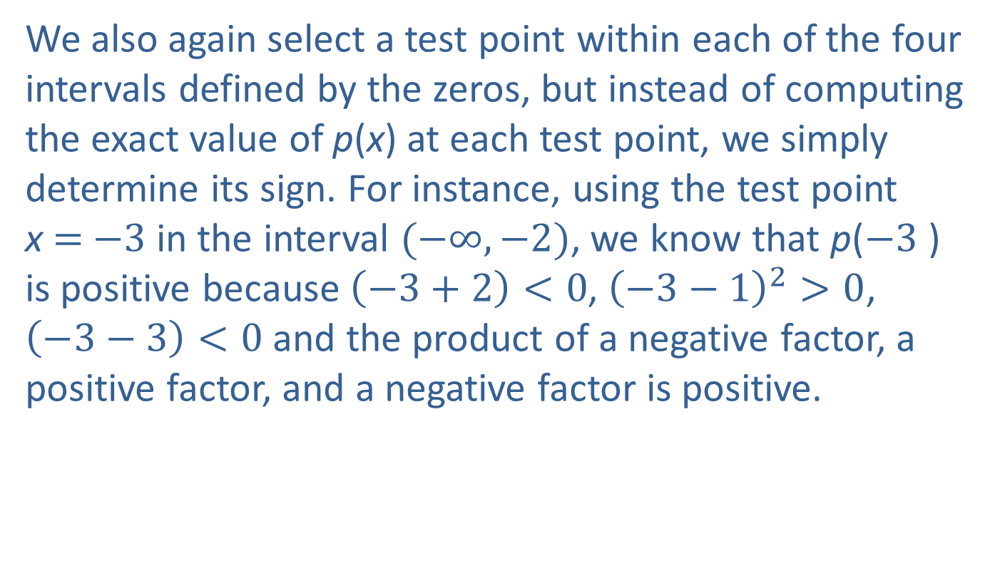 We also again select a test point within each of the four
intervals defined by the zeros, but instead of computing
the exact value of p(x) at each test point, we simply
determine its sign. For instance, using the test point
x = −3 in the interval (−∞, −2), we know that p(−3 )
is positive because (−3 + 2) < 0, (−3 − 1)² > 0,
(−3 − 3) < 0 and the product of a negative factor, a
positive factor, and a negative factor is positive.